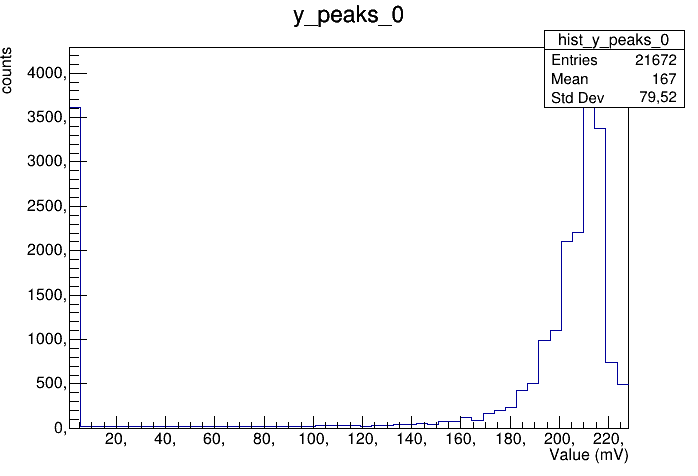 y_peaks_0
hist_y_peaks_0
Entries 21672
Mean 167
Std Dev 79,52
counts
4000,
3500,
3000,
2500,
2000,
1500,
1000,
500,
0,
20, 40, 60, 80, 100, 120, 140, 160, 180, 200, 220,
Value (mV)